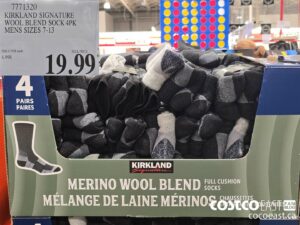 7771320
KIRKLAND SIGNATURE
WOOL BLEND SOCK 4PK
MENS SIZES 7-13
19.99
4
PAIRS
PAIRES
KIRKLAND
Signature
MERINO WOOL BLEND FULL CUSHION SOCKS
MÉLANGE DE LAINE MÉRINOS CHAUSSETTES
COSTCO
cocoeast.ca